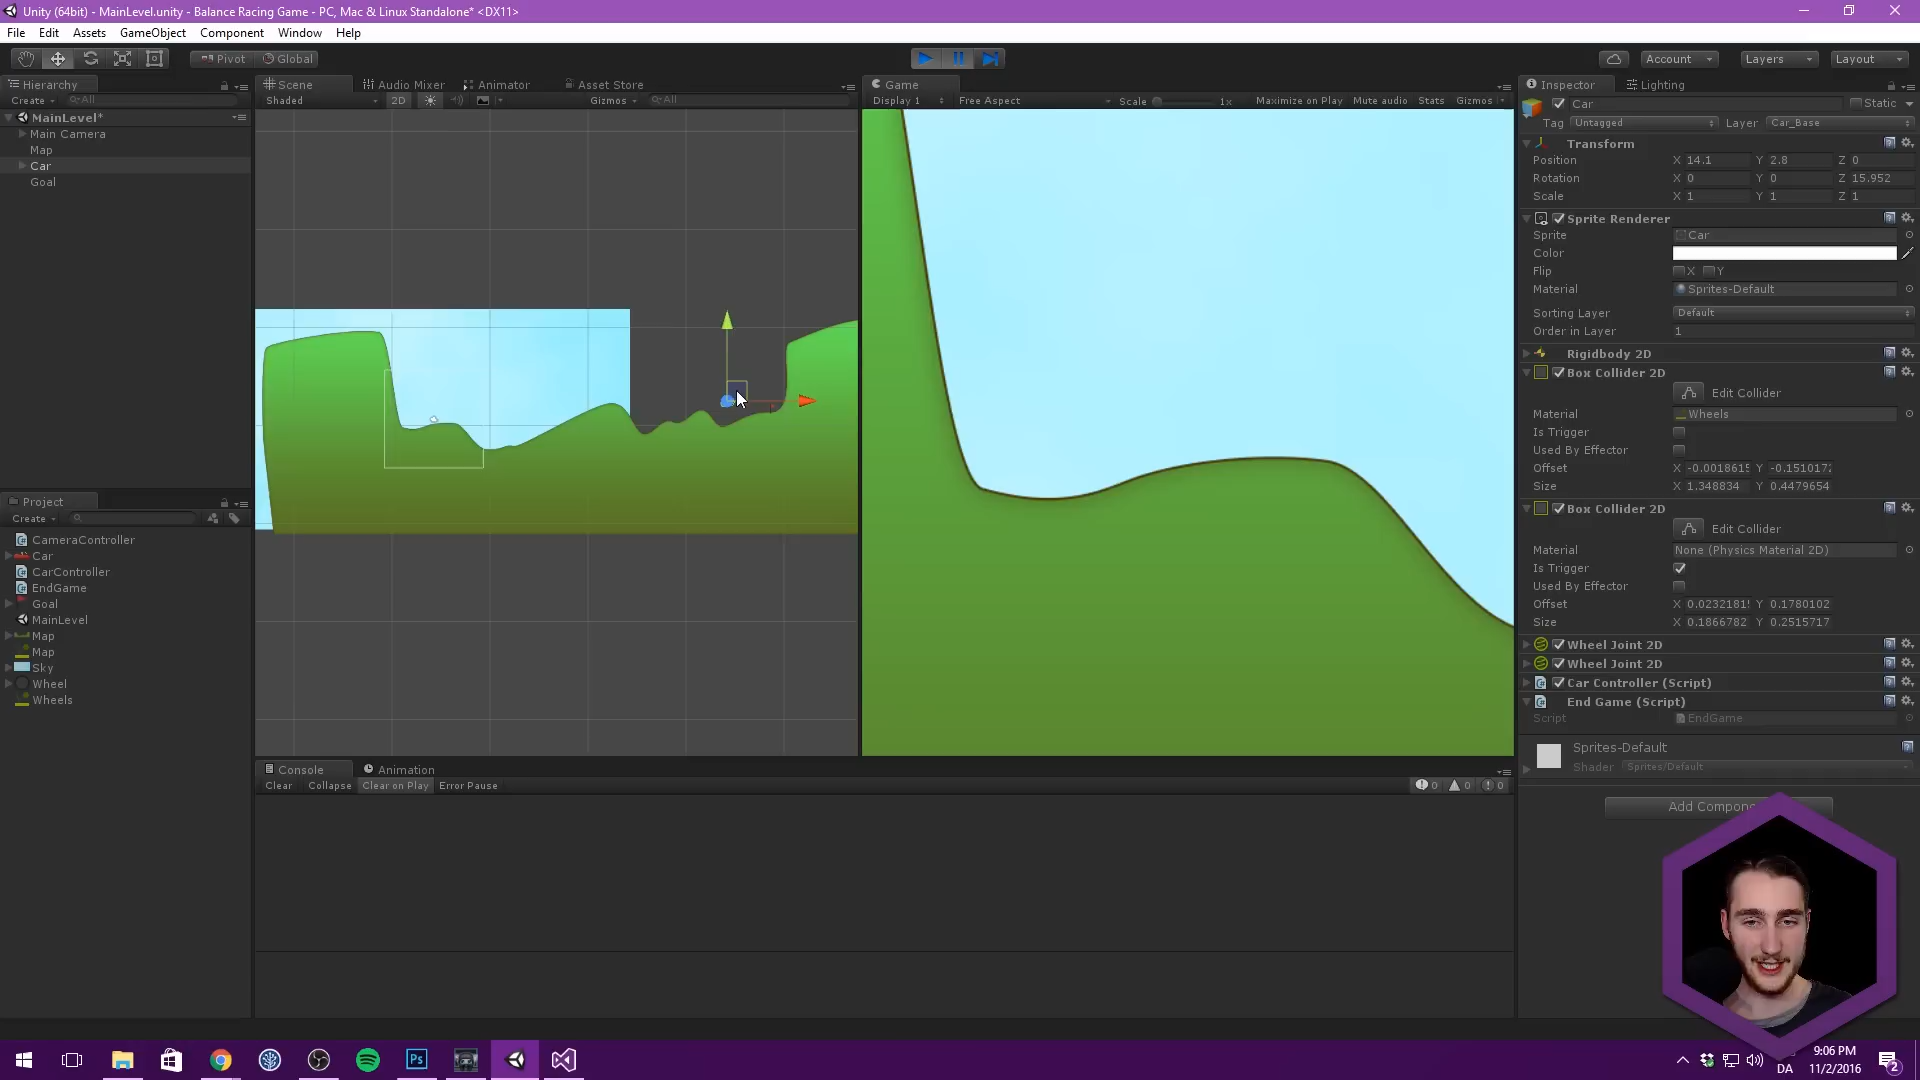 Unity (64bit) - MainLevel.unity - Balance Racing Game - PC, Mac & Linux Standalone* <DX11>
File Edit Assets GameObject Component Window Help
Pivot Global
Account Layers Layout
Hierarchy
Create All
MainLevel*
Main Camera
Map
Car
Goal
Scene Audio Mixer Animator Asset Store
Shaded 2D Gizmos All
Game
Display 1 Free Aspect Scale 1x Maximize on Play Mute audio Stats Gizmos
Inspector Lighting
Car Static
Tag Untagged Layer Car_Base
Transform
Position X 14.1 Y 2.8 Z 0
Rotation X 0 Y 0 Z 15.952
Scale X 1 Y 1 Z 1
Sprite Renderer
Sprite Car
Color
Flip X Y
Material Sprites-Default
Sorting Layer Default
Order in Layer 1
Rigidbody 2D
Box Collider 2D
Edit Collider
Material Wheels
Is Trigger
Used By Effector
Offset X -0.0018615 Y -0.1510172
Size X 1.348834 Y 0.4479654
Box Collider 2D
Edit Collider
Material None (Physics Material 2D)
Is Trigger
Used By Effector
Offset X 0.0232181 Y 0.1780102
Size X 0.1866782 Y 0.2515717
Wheel Joint 2D
Wheel Joint 2D
Car Controller (Script)
End Game (Script)
Script EndGame
Sprites-Default
Shader Sprites/Default
Project
Create
CameraController
Car
CarController
EndGame
Goal
MainLevel
Map
Map
Sky
Wheel
Wheels
Console Animation
Clear Collapse Clear on Play Error Pause 0 0 0
Ps
DA
9:06 PM
11/2/2016
2